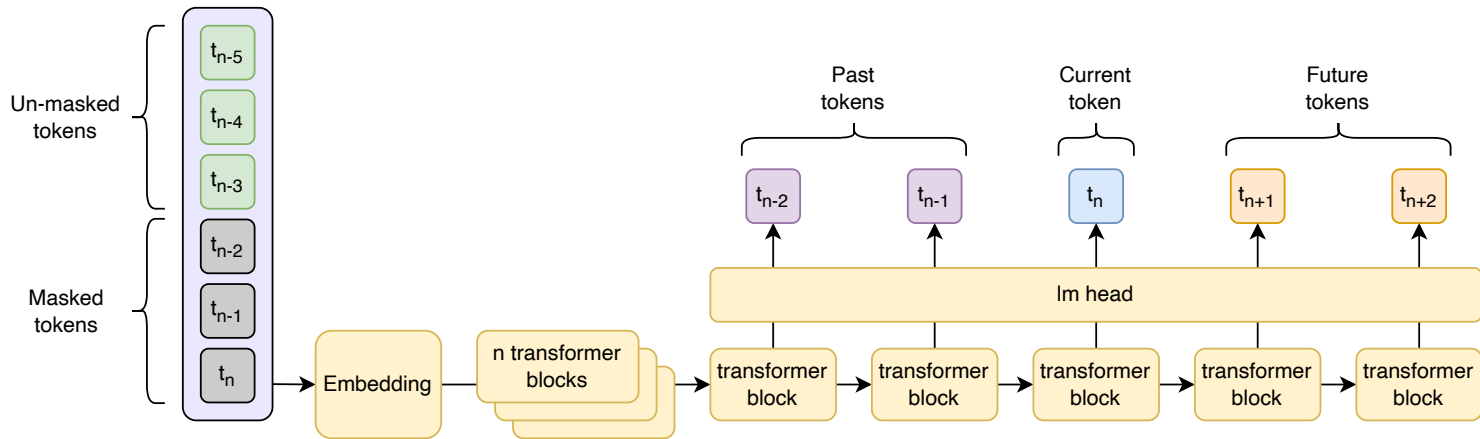 Un-masked
tokens
Masked
tokens
t_{n-5}
t_{n-4}
t_{n-3}
t_{n-2}
t_{n-1}
t_n
Embedding
n transformer
blocks
Past
tokens
Current
token
Future
tokens
t_{n-2}
t_{n-1}
t_n
t_{n+1}
t_{n+2}
lm head
transformer
block
transformer
block
transformer
block
transformer
block
transformer
block